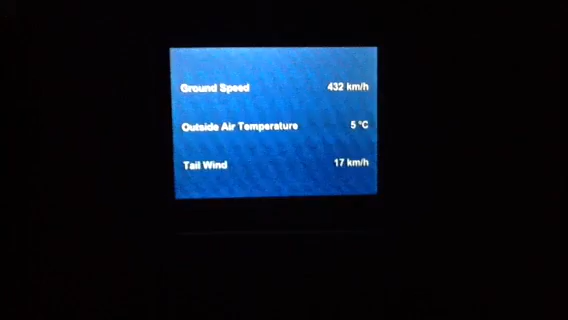 Ground Speed 432 km/h
Outside Air Temperature 5 °C
Tail Wind 17 km/h